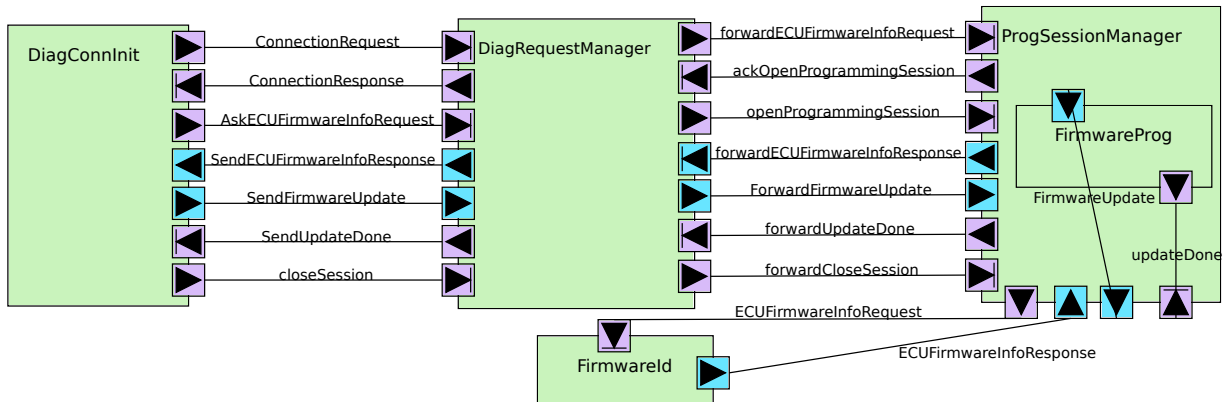 DiagConnInit
ConnectionRequest
ConnectionResponse
AskECUFirmwareInfoRequest
SendECUFirmwareInfoResponse
SendFirmwareUpdate
SendUpdateDone
closeSession
DiagRequestManager
forwardECUFirmwareInfoRequest
ackOpenProgrammingSession
openProgrammingSession
forwardECUFirmwareInfoResponse
ForwardFirmwareUpdate
forwardUpdateDone
forwardCloseSession
ProgSessionManager
FirmwareProg
FirmwareUpdate
updateDone
ECUFirmwareInfoRequest
ECUFirmwareInfoResponse
FirmwareId